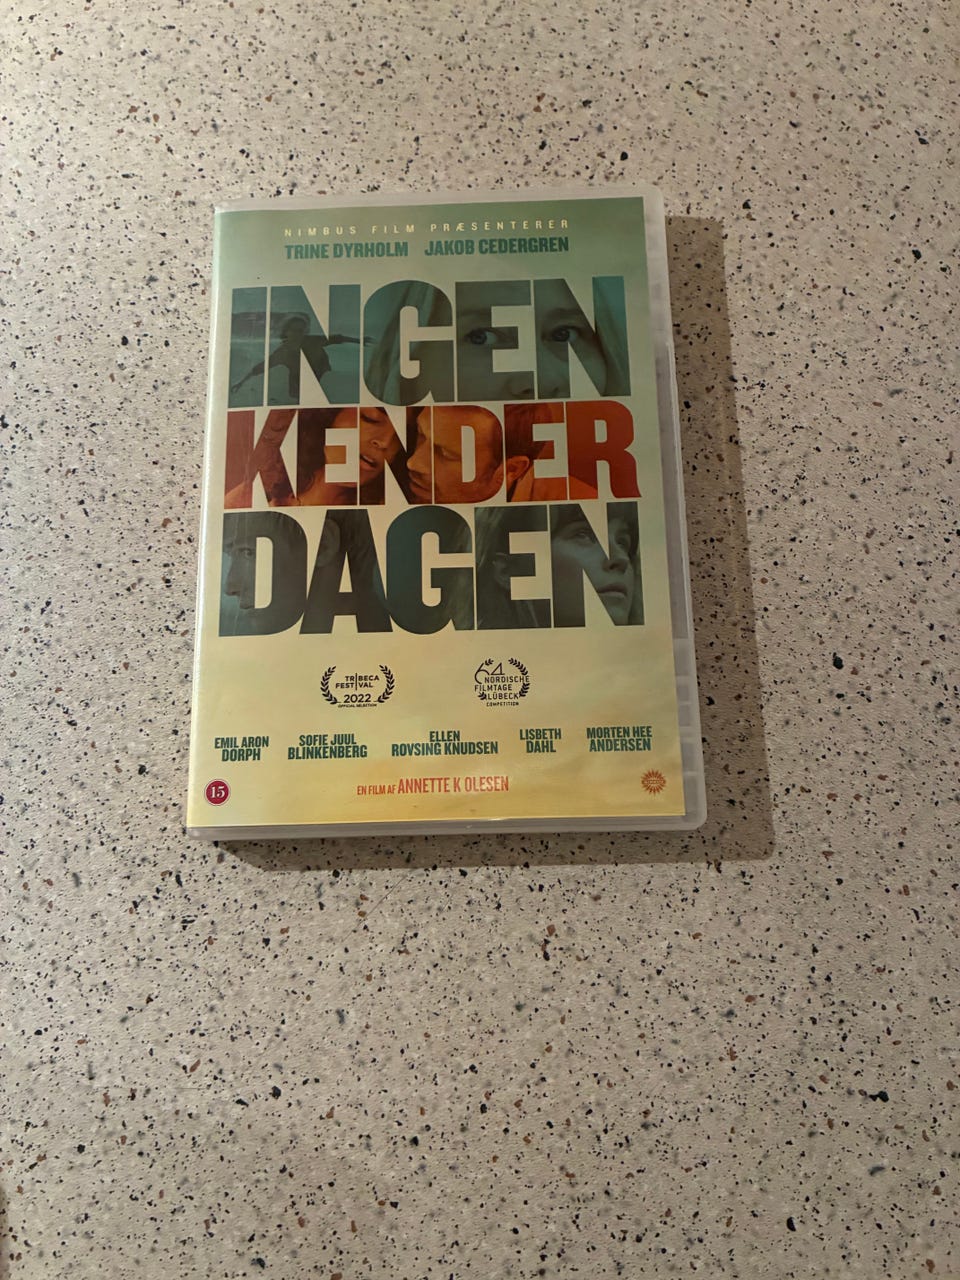 NIMBUS FILM PRÆSENTERER
TRINE DYRHOLM JAKOB CEDERGREN
INGEN
KENDER
DAGEN
TRIBECA
FESTIVAL
2022
OFFICIAL SELECTION
64
NORDISCHE
FILMTAGE
LÜBECK
COMPETITION
EMIL ARON
DORPH
SOFIE JUUL
BLINKENBERG
ELLEN
ROVSING KNUDSEN
LISBETH
DAHL
MORTEN HEE
ANDERSEN
15
EN FILM AF ANNETTE K OLESEN